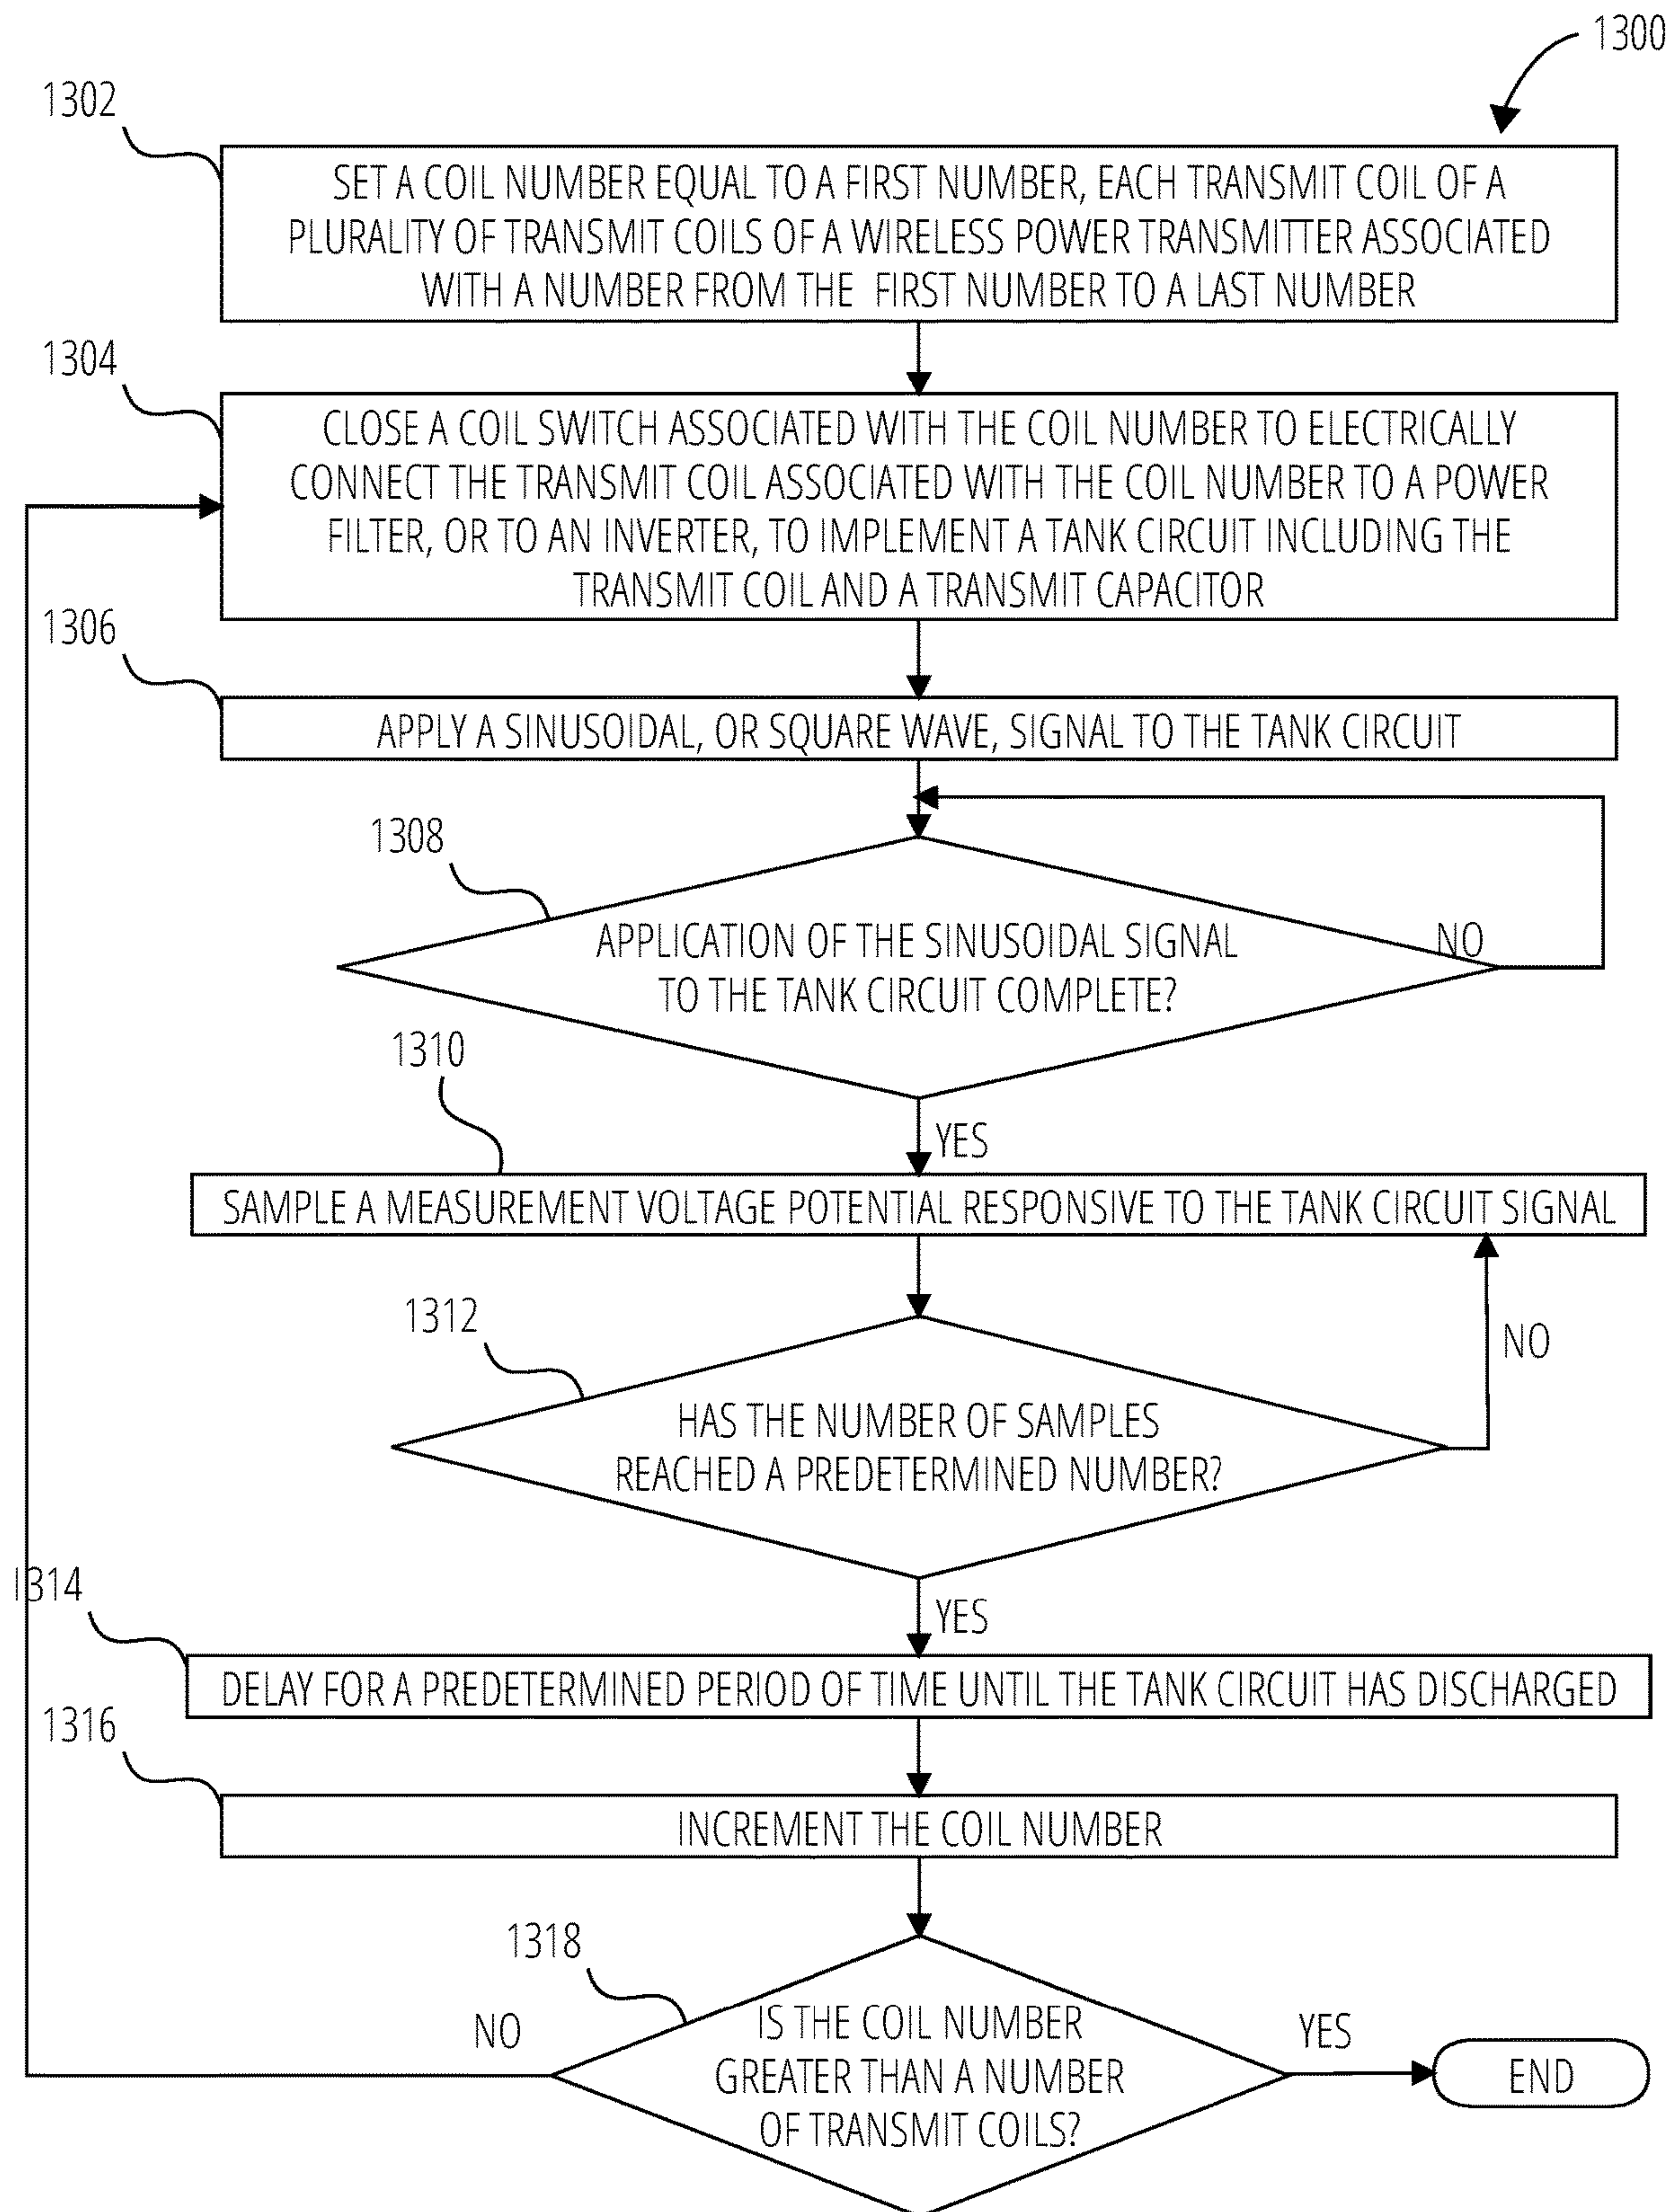 1300
1302
SET A COIL NUMBER EQUAL TO A FIRST NUMBER, EACH TRANSMIT COIL OF A
PLURALITY OF TRANSMIT COILS OF A WIRELESS POWER TRANSMITTER ASSOCIATED
WITH A NUMBER FROM THE FIRST NUMBER TO A LAST NUMBER
1304
CLOSE A COIL SWITCH ASSOCIATED WITH THE COIL NUMBER TO ELECTRICALLY
CONNECT THE TRANSMIT COIL ASSOCIATED WITH THE COIL NUMBER TO A POWER
FILTER, OR TO AN INVERTER, TO IMPLEMENT A TANK CIRCUIT INCLUDING THE
TRANSMIT COIL AND A TRANSMIT CAPACITOR
1306
APPLY A SINUSOIDAL, OR SQUARE WAVE, SIGNAL TO THE TANK CIRCUIT
1308
APPLICATION OF THE SINUSOIDAL SIGNAL
TO THE TANK CIRCUIT COMPLETE?
NO
1310
YES
SAMPLE A MEASUREMENT VOLTAGE POTENTIAL RESPONSIVE TO THE TANK CIRCUIT SIGNAL
1312
NO
HAS THE NUMBER OF SAMPLES
REACHED A PREDETERMINED NUMBER?
1314
YES
DELAY FOR A PREDETERMINED PERIOD OF TIME UNTIL THE TANK CIRCUIT HAS DISCHARGED
1316
INCREMENT THE COIL NUMBER
1318
NO
IS THE COIL NUMBER
GREATER THAN A NUMBER
OF TRANSMIT COILS?
YES
END